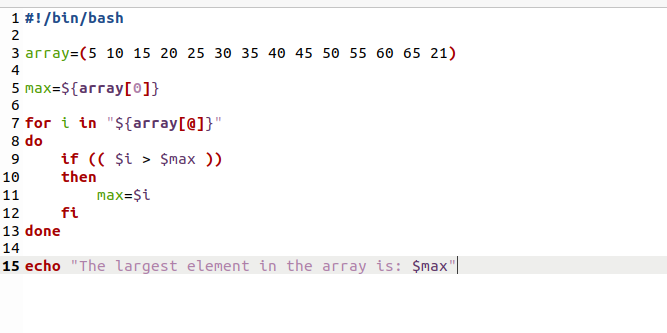 1 #!/bin/bash
2
3 array=(5 10 15 20 25 30 35 40 45 50 55 60 65 21)
4
5 max=${array[0]}
6
7 for i in "${array[@]}"
8 do
9     if (( $i > $max ))
10     then
11         max=$i
12     fi
13 done
14
15 echo "The largest element in the array is: $max"